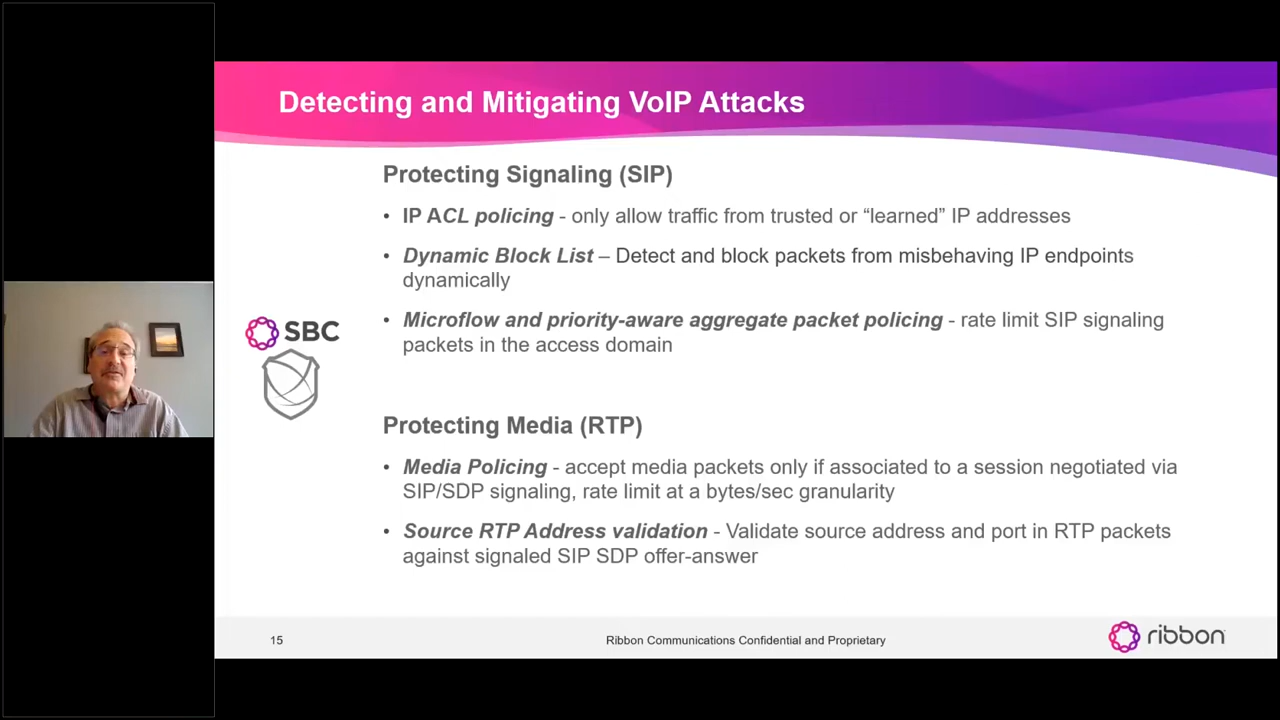 Detecting and Mitigating VoIP Attacks
Protecting Signaling (SIP)
• IP ACL policing - only allow traffic from trusted or “learned” IP addresses
• Dynamic Block List – Detect and block packets from misbehaving IP endpoints
dynamically
• Microflow and priority-aware aggregate packet policing - rate limit SIP signaling
packets in the access domain
SBC
Protecting Media (RTP)
• Media Policing - accept media packets only if associated to a session negotiated via
SIP/SDP signaling, rate limit at a bytes/sec granularity
• Source RTP Address validation - Validate source address and port in RTP packets
against signaled SIP SDP offer-answer
15
Ribbon Communications Confidential and Proprietary
ribbon